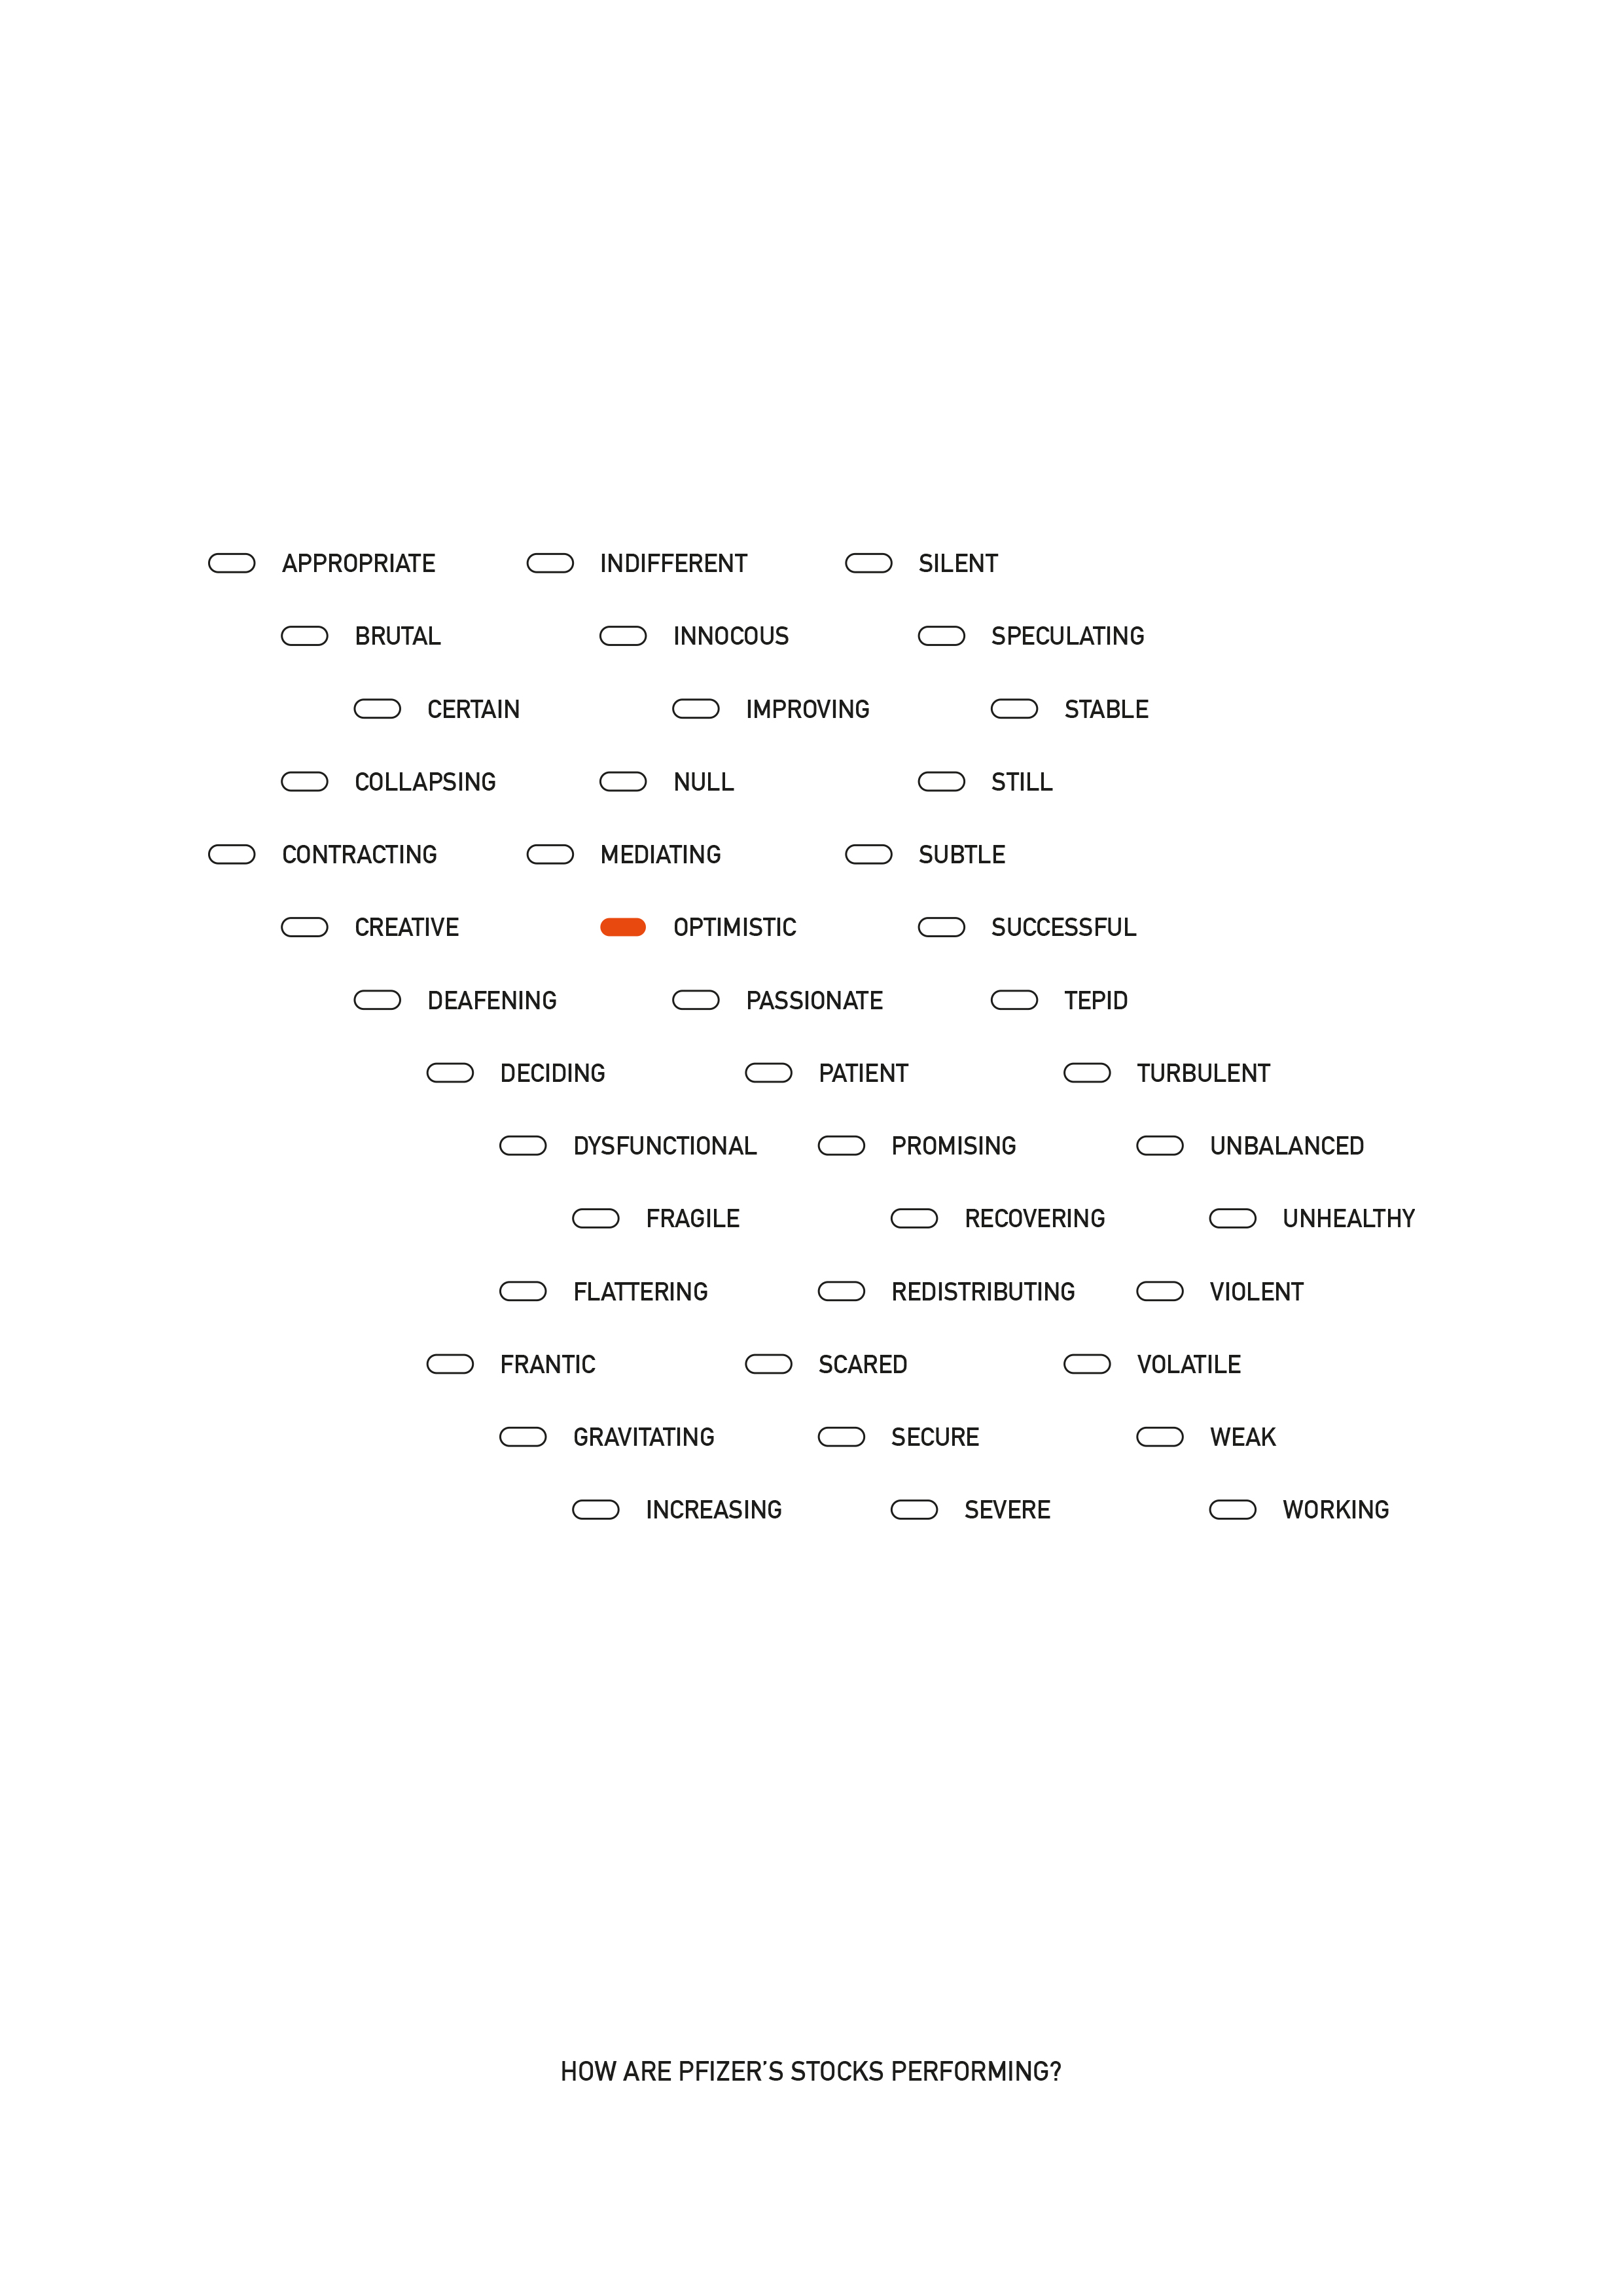 APPROPRIATE INDIFFERENT SILENT
BRUTAL INNOCOUS SPECULATING
CERTAIN IMPROVING STABLE
COLLAPSING NULL STILL
CONTRACTING MEDIATING SUBTLE
CREATIVE OPTIMISTIC SUCCESSFUL
DEAFENING PASSIONATE TEPID
DECIDING PATIENT TURBULENT
DYSFUNCTIONAL PROMISING UNBALANCED
FRAGILE RECOVERING UNHEALTHY
FLATTERING REDISTRIBUTING VIOLENT
FRANTIC SCARED VOLATILE
GRAVITATING SECURE WEAK
INCREASING SEVERE WORKING
HOW ARE PFIZER’S STOCKS PERFORMING?